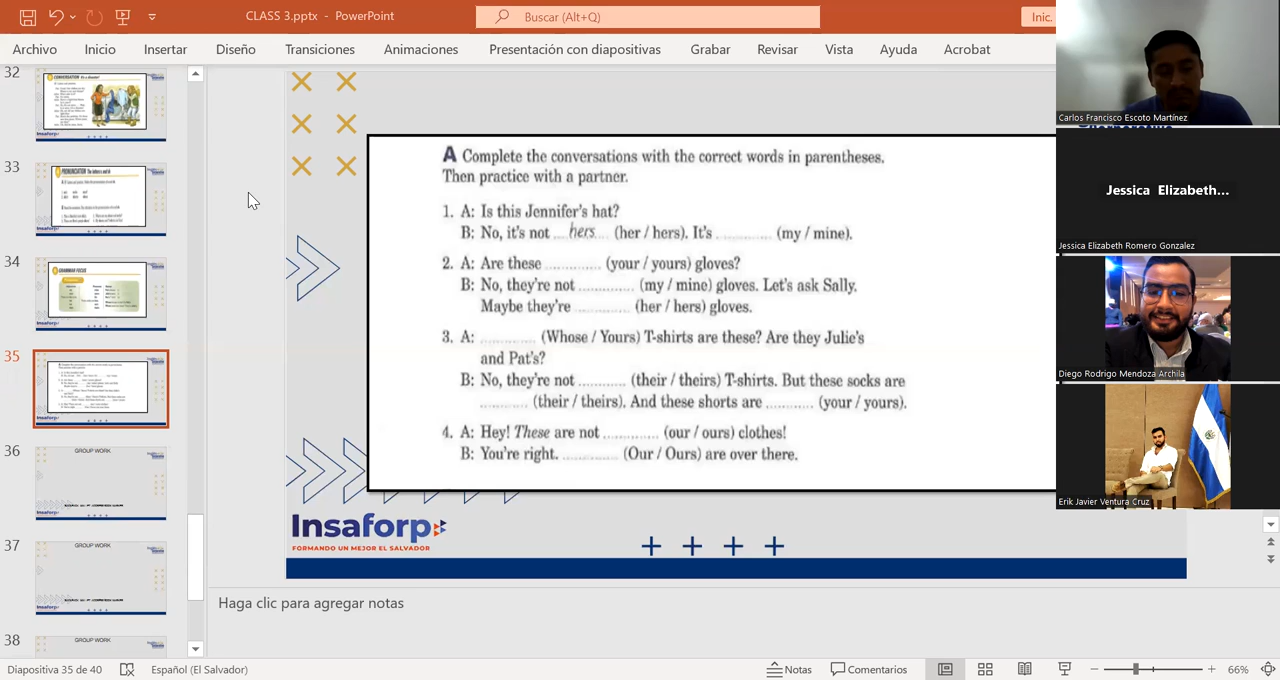 CLASS 3.pptx - PowerPoint
Buscar (Alt+Q)
Inic.
Archivo Inicio Insertar Diseño Transiciones Animaciones Presentación con diapositivas Grabar Revisar Vista Ayuda Acrobat
32
33
34
35
36
GROUP WORK
37
GROUP WORK
38
GROUP WORK
A Complete the conversations with the correct words in parentheses.
Then practice with a partner.
1. A: Is this Jennifer's hat?
B: No, it's not hers (her / hers). It's ............ (my / mine).
2. A: Are these ............ (your / yours) gloves?
B: No, they're not ............ (my / mine) gloves. Let's ask Sally.
Maybe they're ............ (her / hers) gloves.
3. A: ............ (Whose / Yours) T-shirts are these? Are they Julie's
and Pat's?
B: No, they're not ............ (their / theirs) T-shirts. But these socks are
............ (their / theirs). And these shorts are ............ (your / yours).
4. A: Hey! These are not ............ (our / ours) clothes!
B: You're right. ............ (Our / Ours) are over there.
Insaforp
FORMANDO UN MEJOR EL SALVADOR
Carlos Francisco Escoto Martínez
Jessica Elizabeth...
Jessica Elizabeth Romero Gonzalez
Diego Rodrigo Mendoza Archila
Erik Javier Ventura Cruz
Haga clic para agregar notas
Diapositiva 35 de 40
Español (El Salvador)
Notas
Comentarios
66%